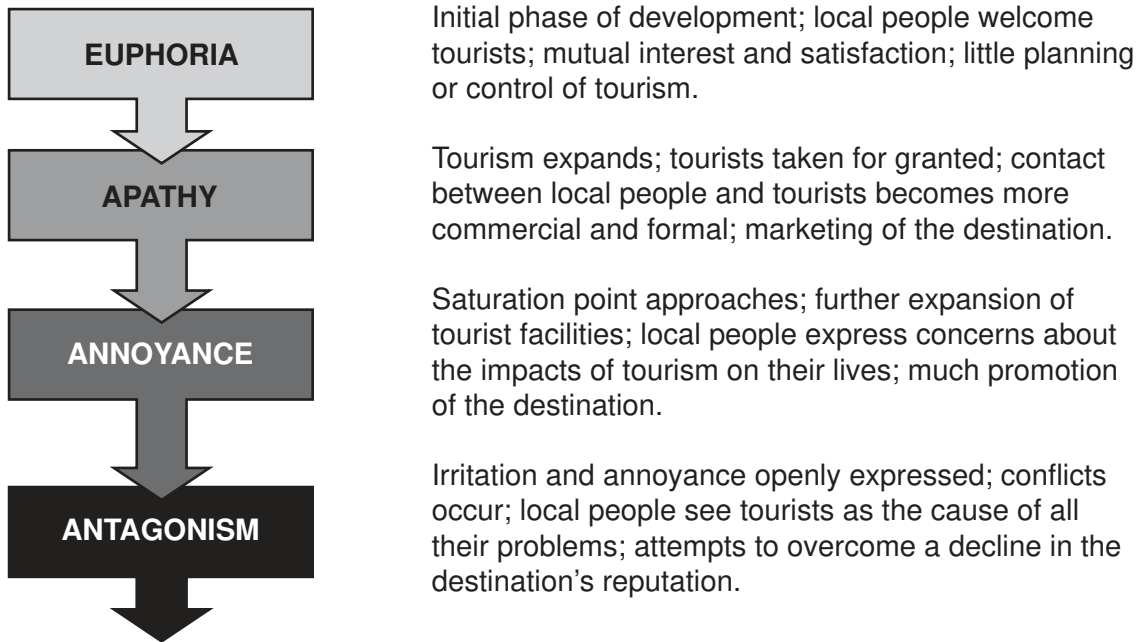 EUPHORIA
Initial phase of development; local people welcome
tourists; mutual interest and satisfaction; little planning
or control of tourism.
APATHY
Tourism expands; tourists taken for granted; contact
between local people and tourists becomes more
commercial and formal; marketing of the destination.
ANNOYANCE
Saturation point approaches; further expansion of
tourist facilities; local people express concerns about
the impacts of tourism on their lives; much promotion
of the destination.
ANTAGONISM
Irritation and annoyance openly expressed; conflicts
occur; local people see tourists as the cause of all
their problems; attempts to overcome a decline in the
destination’s reputation.